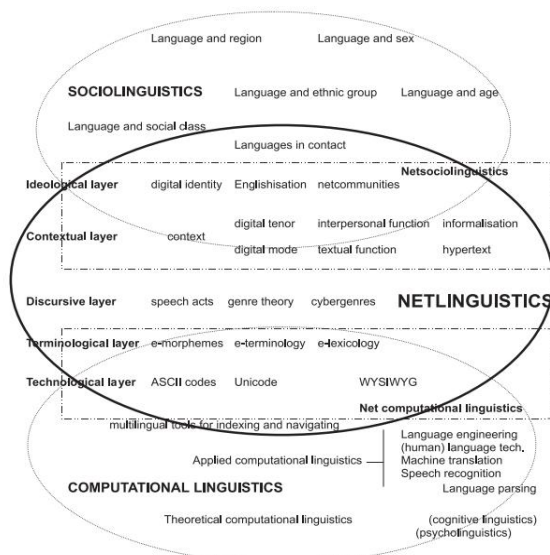 Language and region Language and sex
SOCIOLINGUISTICS Language and ethnic group Language and age
Language and social class
Languages in contact
Netsociolinguistics
Ideological layer digital identity Englishisation netcommunities
digital tenor interpersonal function informalisation
Contextual layer context
digital mode textual function hypertext
Discursive layer speech acts genre theory cybergenres NETLINGUISTICS
Terminological layer e-morphemes e-terminology e-lexicology
Technological layer ASCII codes Unicode WYSIWYG
Net computational linguistics
multilingual tools for indexing and navigating
Language engineering
(human) language tech.
Applied computational linguistics
Machine translation
Speech recognition
COMPUTATIONAL LINGUISTICS Language parsing
Theoretical computational linguistics (cognitive linguistics)
(psycholinguistics)